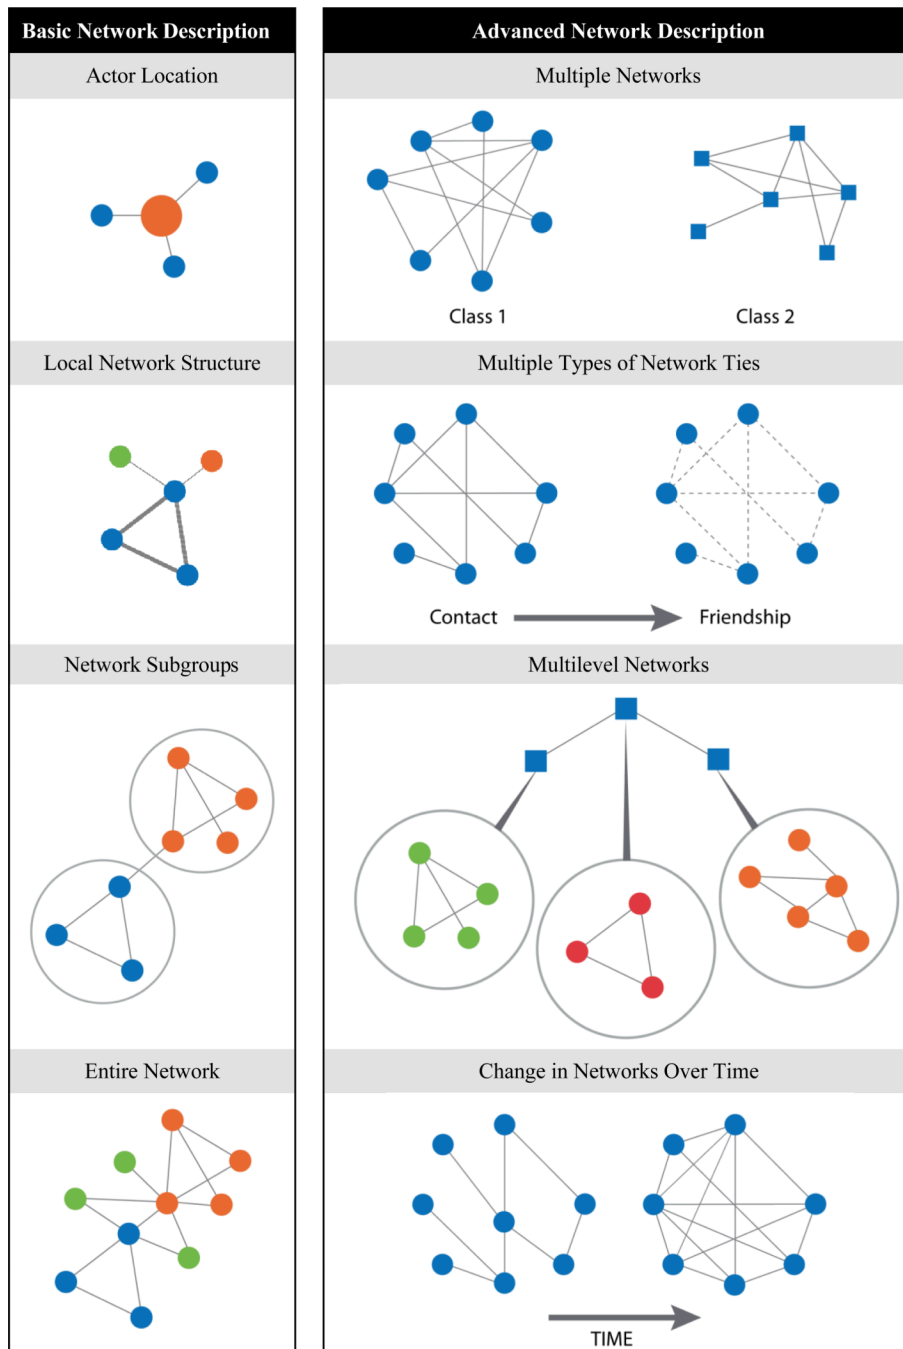 Basic Network Description
Actor Location
Local Network Structure
Network Subgroups
Entire Network
Advanced Network Description
Multiple Networks
Class 1
Class 2
Multiple Types of Network Ties
Contact
Friendship
Multilevel Networks
Change in Networks Over Time
TIME